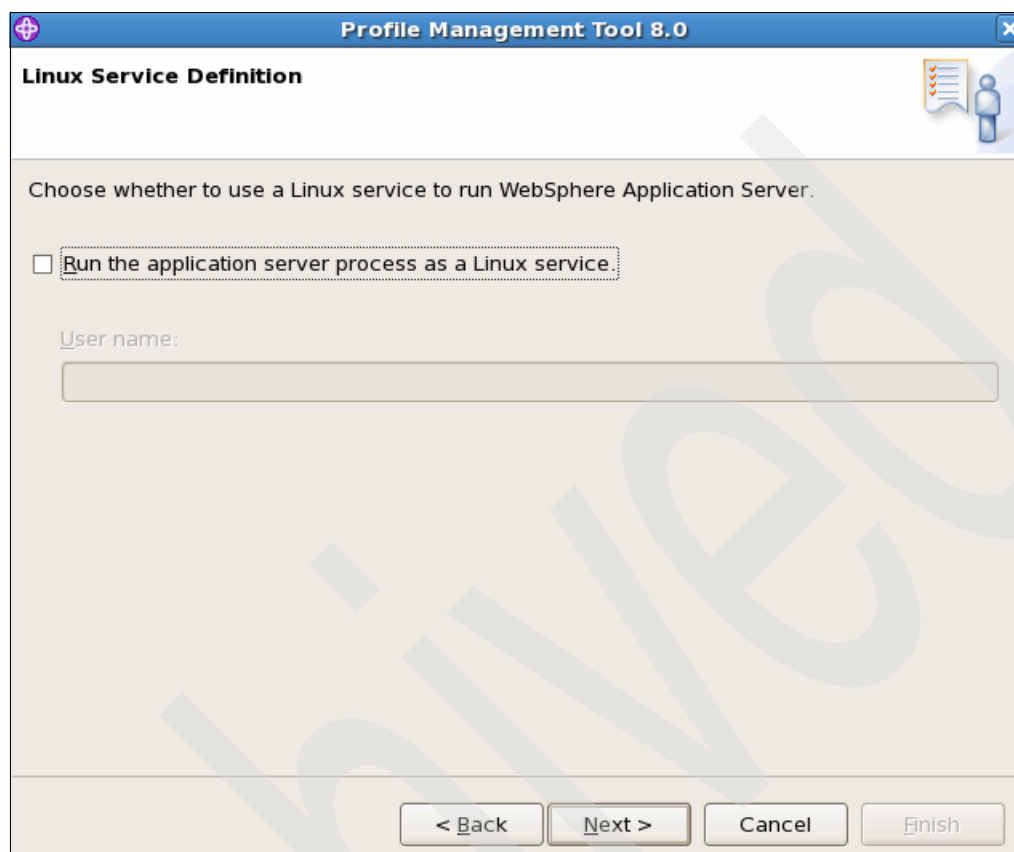 Profile Management Tool 8.0
Linux Service Definition
Choose whether to use a Linux service to run WebSphere Application Server.
Run the application server process as a Linux service.
User name:
< Back
Next >
Cancel
Finish
hived